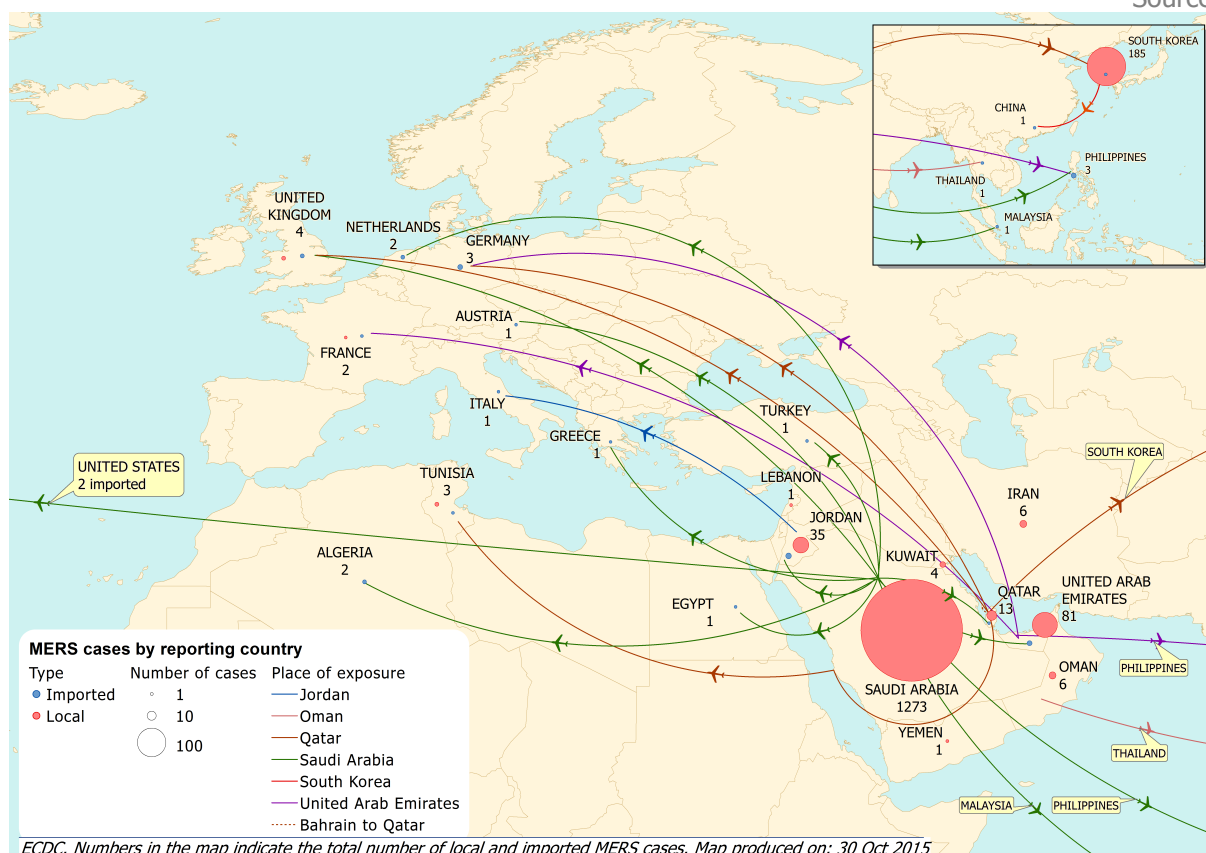 Source
SOUTH KOREA
185
CHINA
1
PHILIPPINES
3
THAILAND
1
MALAYSIA
1
UNITED
KINGDOM
4
NETHERLANDS
2
GERMANY
3
AUSTRIA
1
FRANCE
2
ITALY
1
GREECE
1
TURKEY
1
UNITED STATES
2 imported
TUNISIA
3
LEBANON
1
SOUTH KOREA
IRAN
6
JORDAN
35
ALGERIA
2
KUWAIT
4
QATAR
13
UNITED ARAB
EMIRATES
81
EGYPT
1
PHILIPPINES
SAUDI ARABIA
1273
OMAN
6
YEMEN
1
THAILAND
MALAYSIA
PHILIPPINES
MERS cases by reporting country
Type Number of cases Place of exposure
Imported 1 Jordan
Local 10 Oman
100 Qatar
Saudi Arabia
South Korea
United Arab Emirates
Bahrain to Qatar
ECDC. Numbers in the map indicate the total number of local and imported MERS cases. Map produced on: 30 Oct 2015